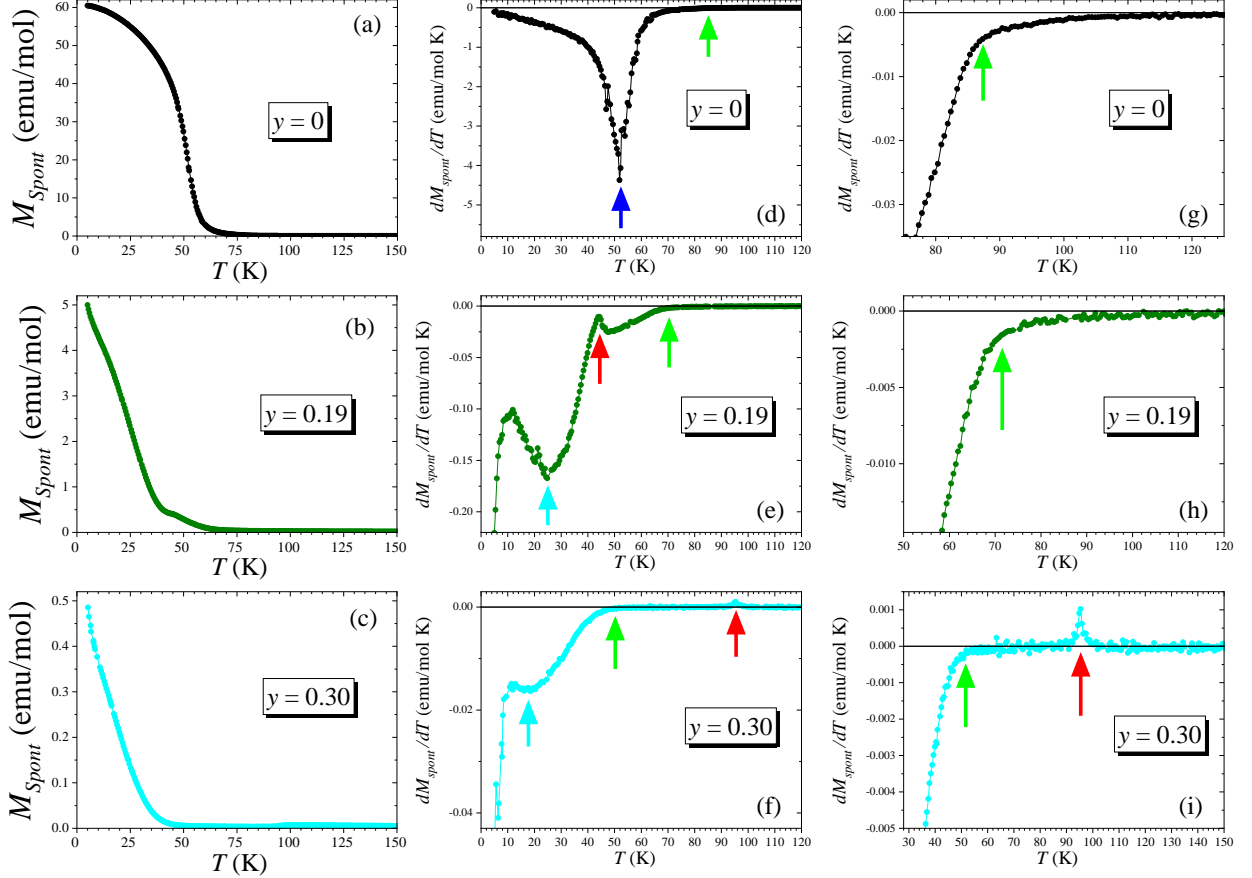 60
50
40
30
20
10
0
M_Spont (emu/mol)
(a)
y = 0
0 25 50 75 100 125 150
T (K)
0
-1
-2
-3
-4
-5
dM_spont/dT (emu/mol K)
y = 0
(d)
0 10 20 30 40 50 60 70 80 90 100 110 120
T (K)
0.00
-0.01
-0.02
-0.03
dM_spont/dT (emu/mol K)
y = 0
(g)
80 90 100 110 120
T (K)
5
4
3
2
1
0
M_Spont (emu/mol)
(b)
y = 0.19
0 25 50 75 100 125 150
T (K)
0.00
-0.05
-0.10
-0.15
-0.20
dM_spont/dT (emu/mol K)
y = 0.19
(e)
0 10 20 30 40 50 60 70 80 90 100 110 120
T (K)
0.000
-0.005
-0.010
dM_spont/dT (emu/mol K)
y = 0.19
(h)
50 60 70 80 90 100 110 120
T (K)
0.5
0.4
0.3
0.2
0.1
0.0
M_Spont (emu/mol)
(c)
y = 0.30
0 25 50 75 100 125 150
T (K)
0.00
-0.02
-0.04
dM_spont/dT (emu/mol K)
y = 0.30
(f)
0 10 20 30 40 50 60 70 80 90 100 110 120
T (K)
0.001
0.000
-0.001
-0.002
-0.003
-0.004
-0.005
dM_spont/dT (emu/mol K)
y = 0.30
(i)
30 40 50 60 70 80 90 100 110 120 130 140 150
T (K)